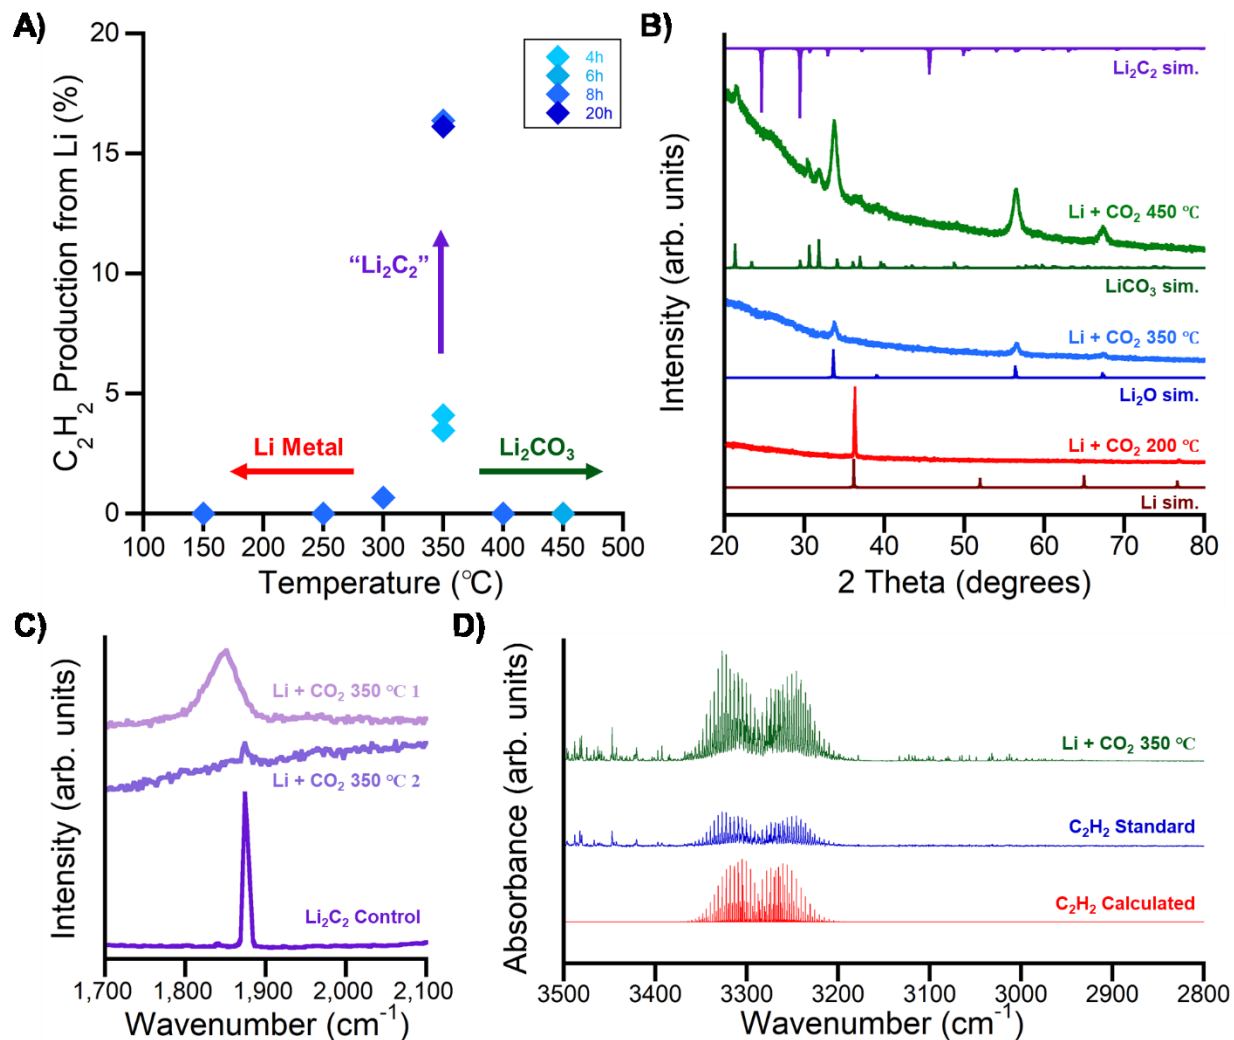 A)
C₂H₂ Production from Li (%)
20
15
10
5
0
4h
6h
8h
20h
“Li₂C₂”
Li Metal
Li₂CO₃
100 150 200 250 300 350 400 450 500
Temperature (°C)
B)
Intensity (arb. units)
Li₂C₂ sim.
Li + CO₂ 450 °C
LiCO₃ sim.
Li + CO₂ 350 °C
Li₂O sim.
Li + CO₂ 200 °C
Li sim.
20 30 40 50 60 70 80
2 Theta (degrees)
C)
Intensity (arb. units)
Li + CO₂ 350 °C 1
Li + CO₂ 350 °C 2
Li₂C₂ Control
1,700 1,800 1,900 2,000 2,100
Wavenumber (cm⁻¹)
D)
Absorbance (arb. units)
Li + CO₂ 350 °C
C₂H₂ Standard
C₂H₂ Calculated
3500 3400 3300 3200 3100 3000 2900 2800
Wavenumber (cm⁻¹)